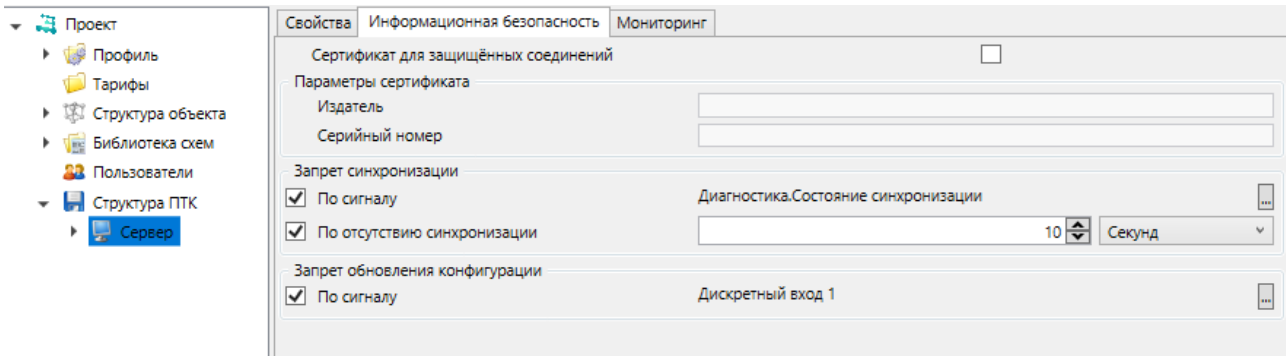 Проект
Профиль
Тарифы
Структура объекта
Библиотека схем
Пользователи
Структура ПТК
Сервер
Свойства Информационная безопасность Мониторинг
Сертификат для защищённых соединений
Параметры сертификата
Издатель
Серийный номер
Запрет синхронизации
По сигналу Диагностика.Состояние синхронизации ...
По отсутствию синхронизации 10 Секунд
Запрет обновления конфигурации
По сигналу Дискретный вход 1 ...